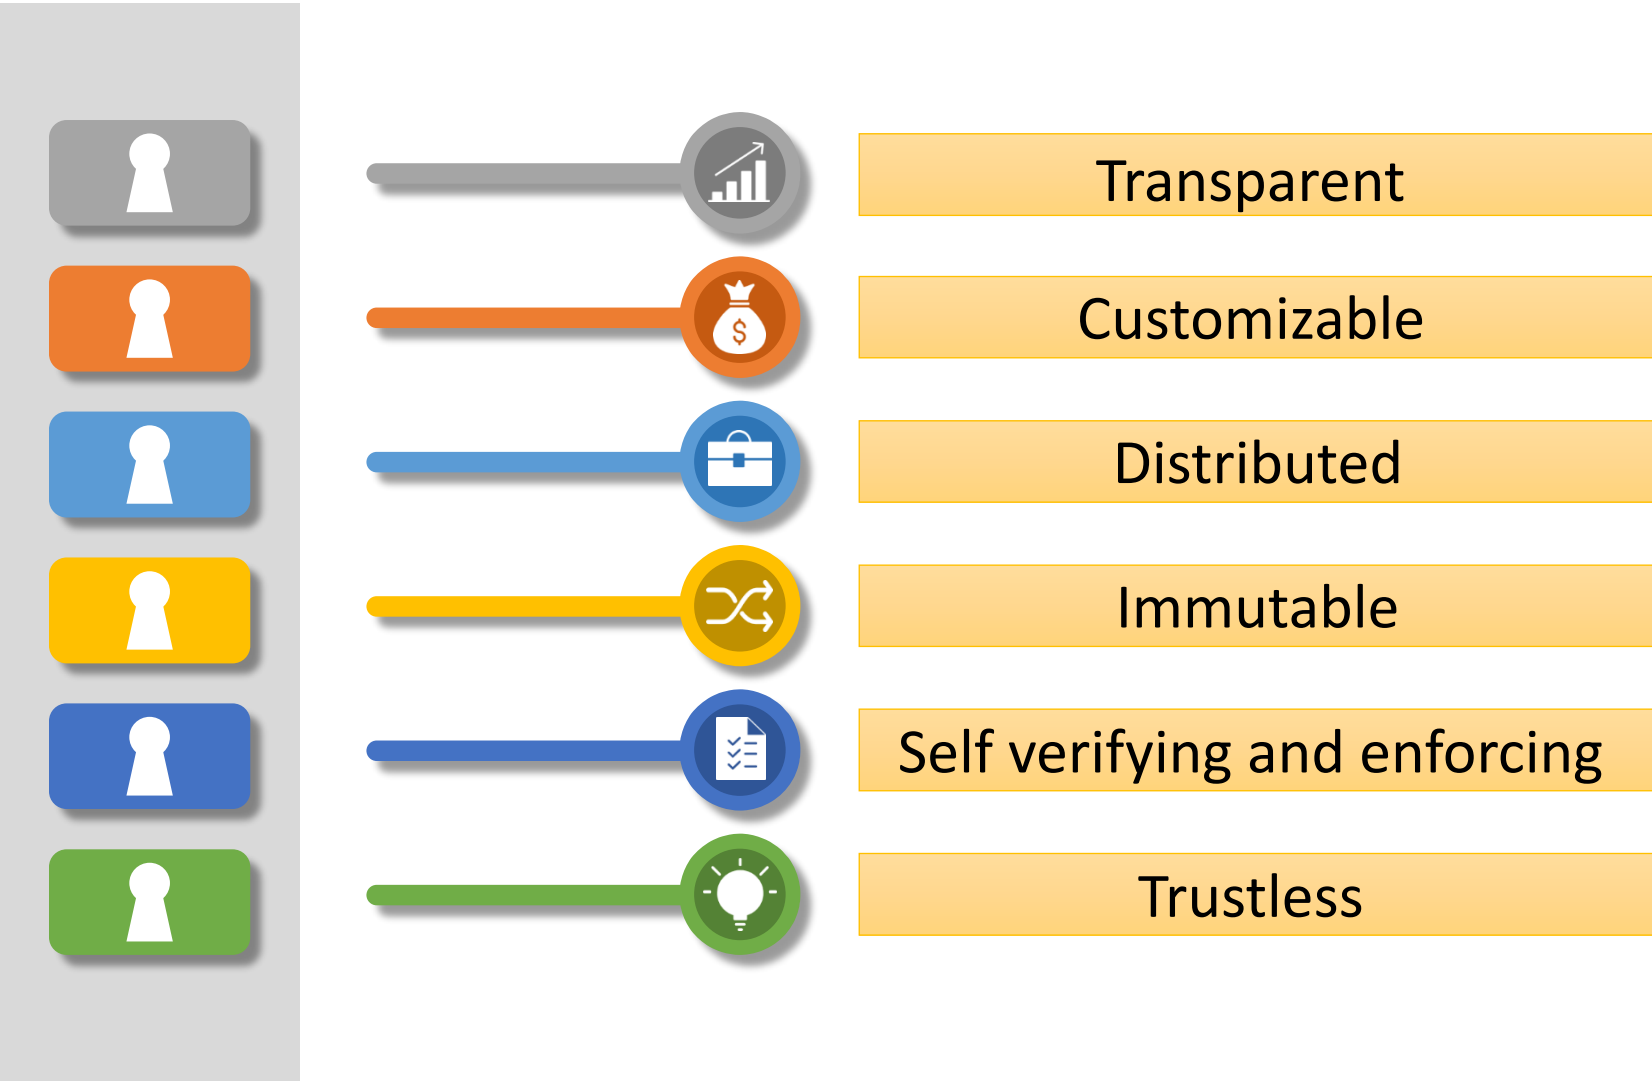 Transparent
Customizable
$
Distributed
Immutable
Self verifying and enforcing
Trustless